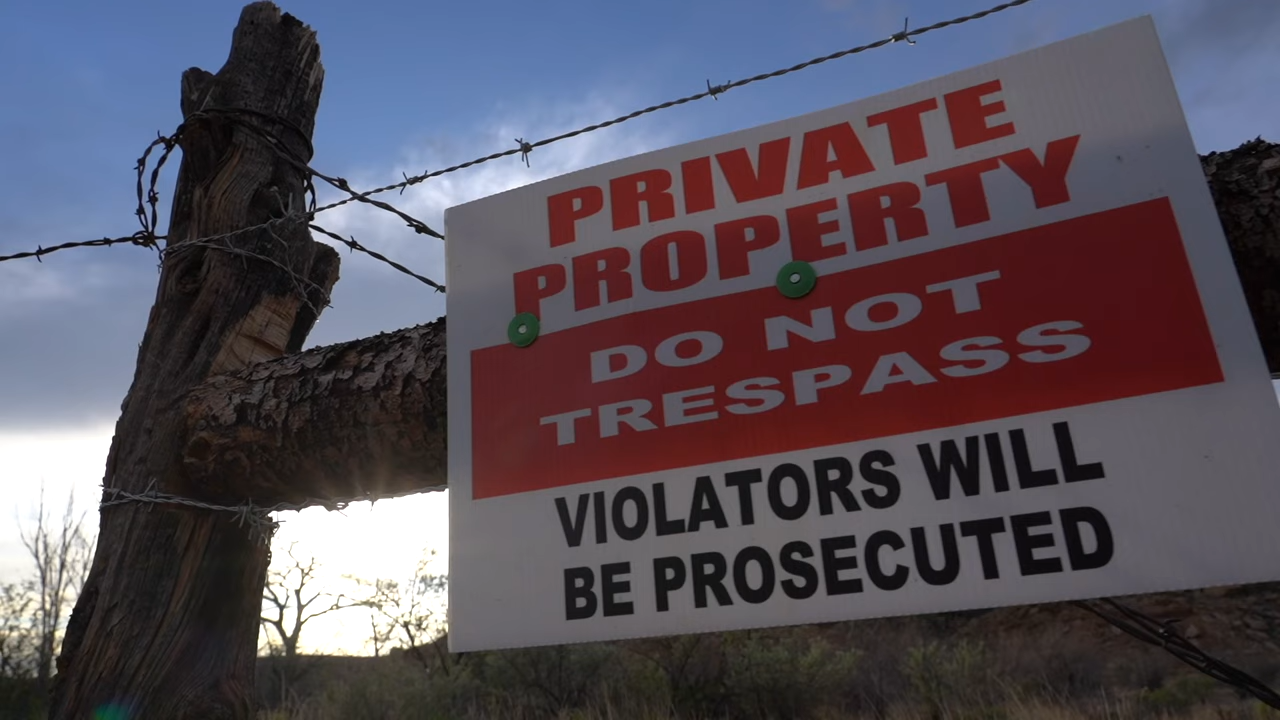 PRIVATE
PROPERTY
DO NOT
TRESPASS
VIOLATORS WILL
BE PROSECUTED